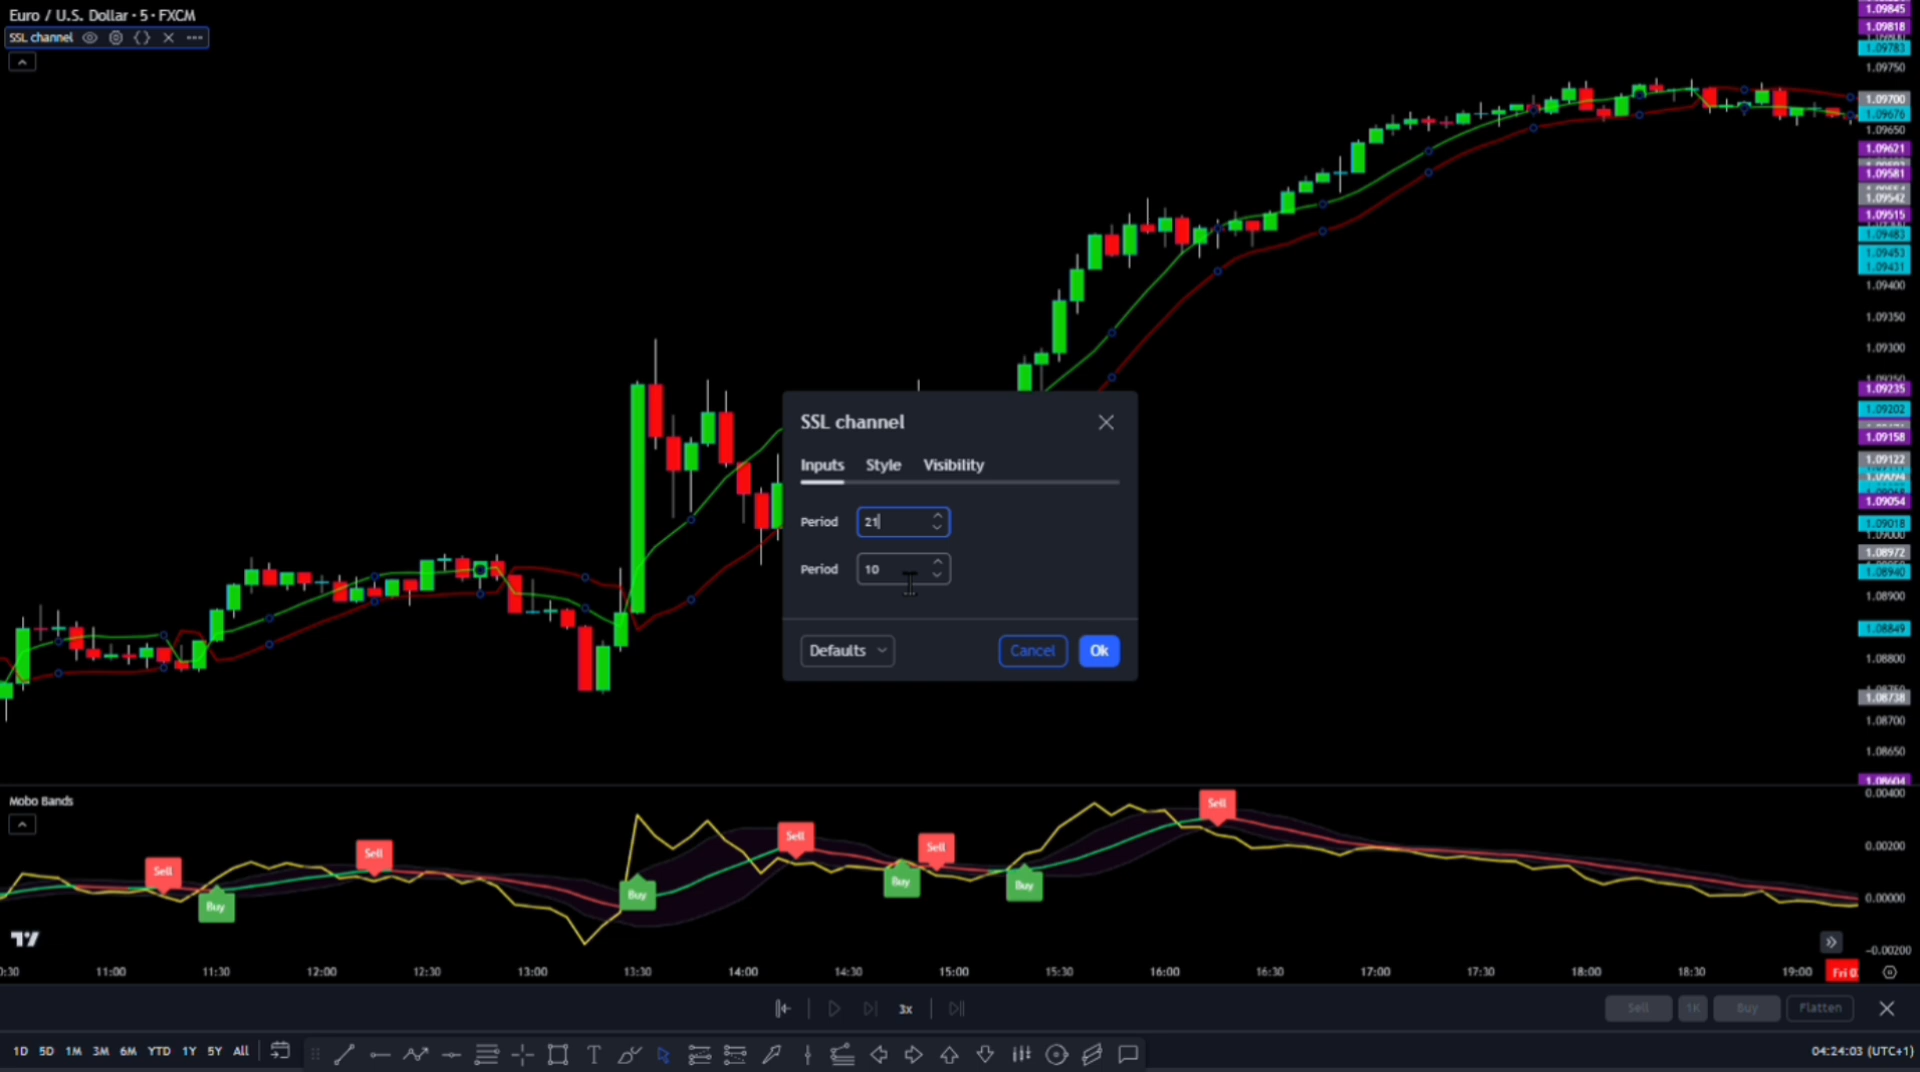 Euro / U.S. Dollar · 5 · FXCM
SSL channel
1.09845
1.09818
1.09783
1.09750
1.09700
1.09676
1.09650
1.09621
1.09581
1.09542
1.09515
1.09483
1.09453
1.09431
1.09400
1.09350
1.09300
1.09235
1.09202
1.09158
1.09122
1.09094
1.09054
1.09018
1.09000
1.08972
1.08940
1.08900
1.08849
1.08800
1.08738
1.08700
1.08650
1.08604
SSL channel
Inputs Style Visibility
Period 21
Period 10
Defaults Cancel Ok
Mobo Bands
Sell
Buy
Sell
Buy
Sell
Buy
Sell
Buy
Sell
0.00400
0.00200
0.00000
-0.00200
0:30 11:00 11:30 12:00 12:30 13:00 13:30 14:00 14:30 15:00 15:30 16:00 16:30 17:00 17:30 18:00 18:30 19:00 Fri 0
3x Sell 1K Buy Flatten
1D 5D 1M 3M 6M YTD 1Y 5Y All T 04:24:03 (UTC+1)